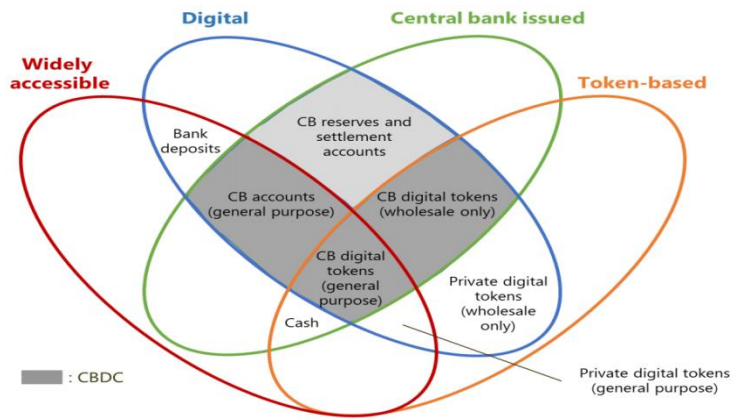 Digital
Central bank issued
Widely
accessible
Token-based
Bank
deposits
CB reserves and
settlement
accounts
CB accounts
(general purpose)
CB digital tokens
(wholesale only)
CB digital
tokens
(general
purpose)
Private digital
tokens
(wholesale
only)
Cash
Private digital tokens
(general purpose)
: CBDC